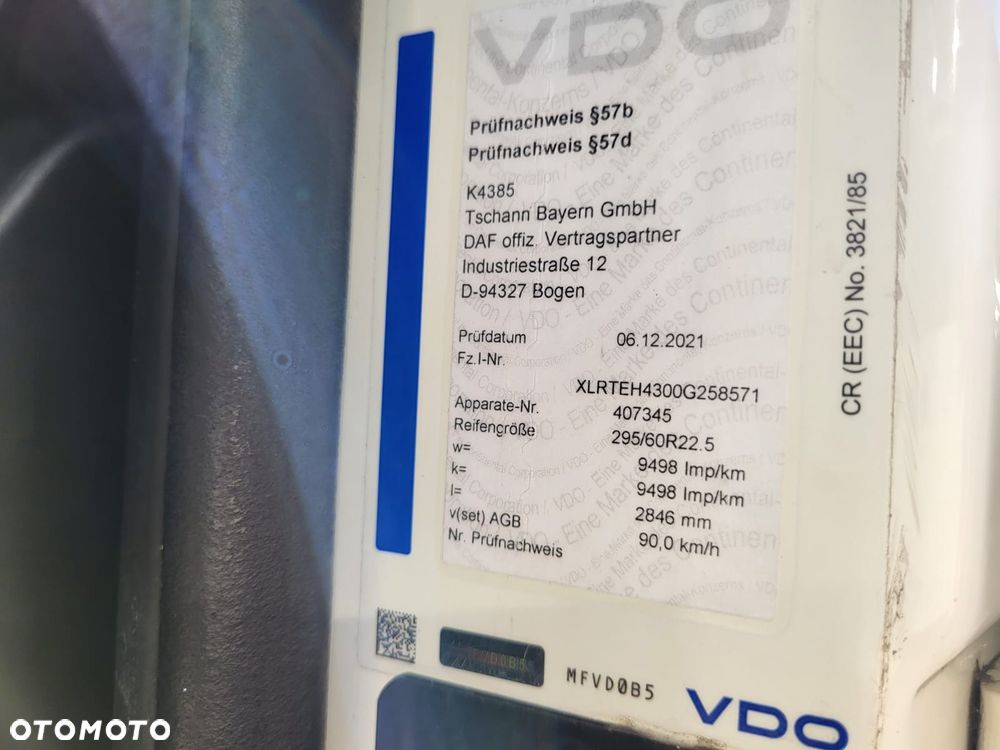 VDO
Prüfnachweis §57b
Prüfnachweis §57d
K4385
Tschann Bayern GmbH
DAF offiz. Vertragspartner
Industriestraße 12
D-94327 Bogen
Prüfdatum 06.12.2021
Fz.I-Nr. XLRTEH4300G258571
Apparate-Nr. 407345
Reifengröße 295/60R22.5
w= 9498 Imp/km
k= 9498 Imp/km
l= 2846 mm
v(set) AGB 90,0 km/h
Nr. Prüfnachweis
CR (EEC) No. 3821/85
MFVD0B5
VDO
OTOMOTO